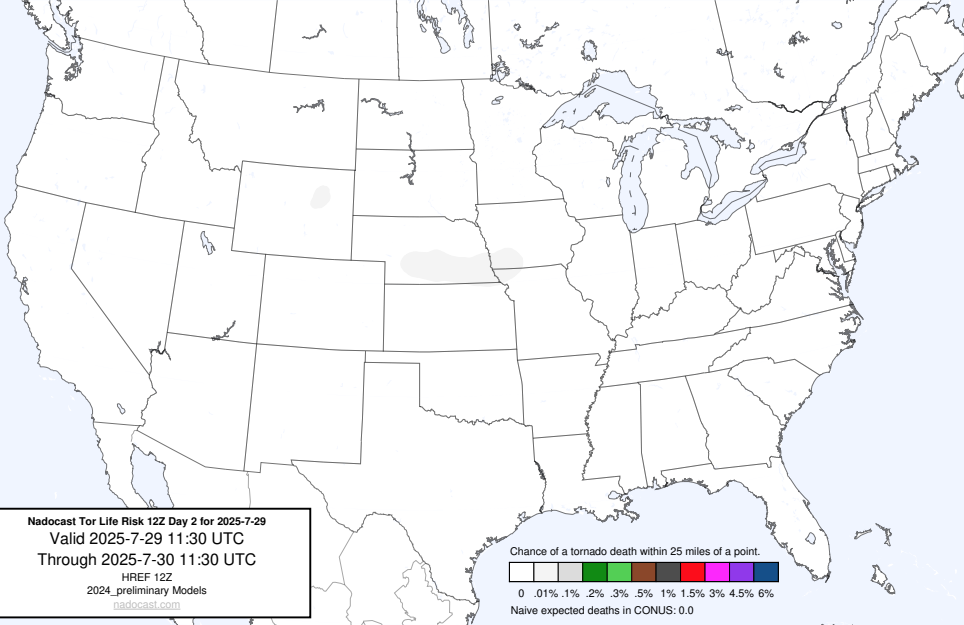 Nadocast Tor Life Risk 12Z Day 2 for 2025-7-29
Valid 2025-7-29 11:30 UTC
Through 2025-7-30 11:30 UTC
HREF 12Z
2024_preliminary Models
nadocast.com
Chance of a tornado death within 25 miles of a point.
0 .01% .1% .2% .3% .5% 1% 1.5% 3% 4.5% 6%
Naive expected deaths in CONUS: 0.0